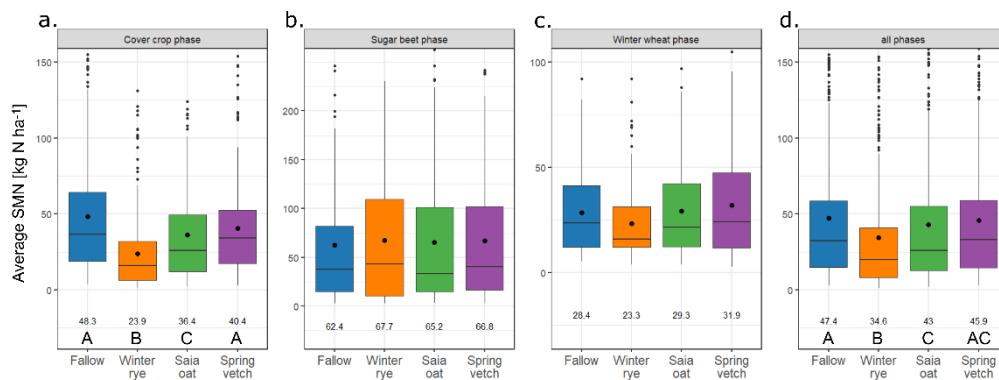 a.
Cover crop phase
Average SMN [kg N ha⁻¹]
150
100
50
0
48.3 23.9 36.4 40.4
A B C A
Fallow Winter rye Saia oat Spring vetch
b.
Sugar beet phase
250
200
150
100
50
0
62.4 67.7 65.2 66.8
Fallow Winter rye Saia oat Spring vetch
c.
Winter wheat phase
100
50
0
28.4 23.3 29.3 31.9
Fallow Winter rye Saia oat Spring vetch
d.
all phases
150
100
50
0
47.4 34.6 43 45.9
A B C AC
Fallow Winter rye Saia oat Spring vetch